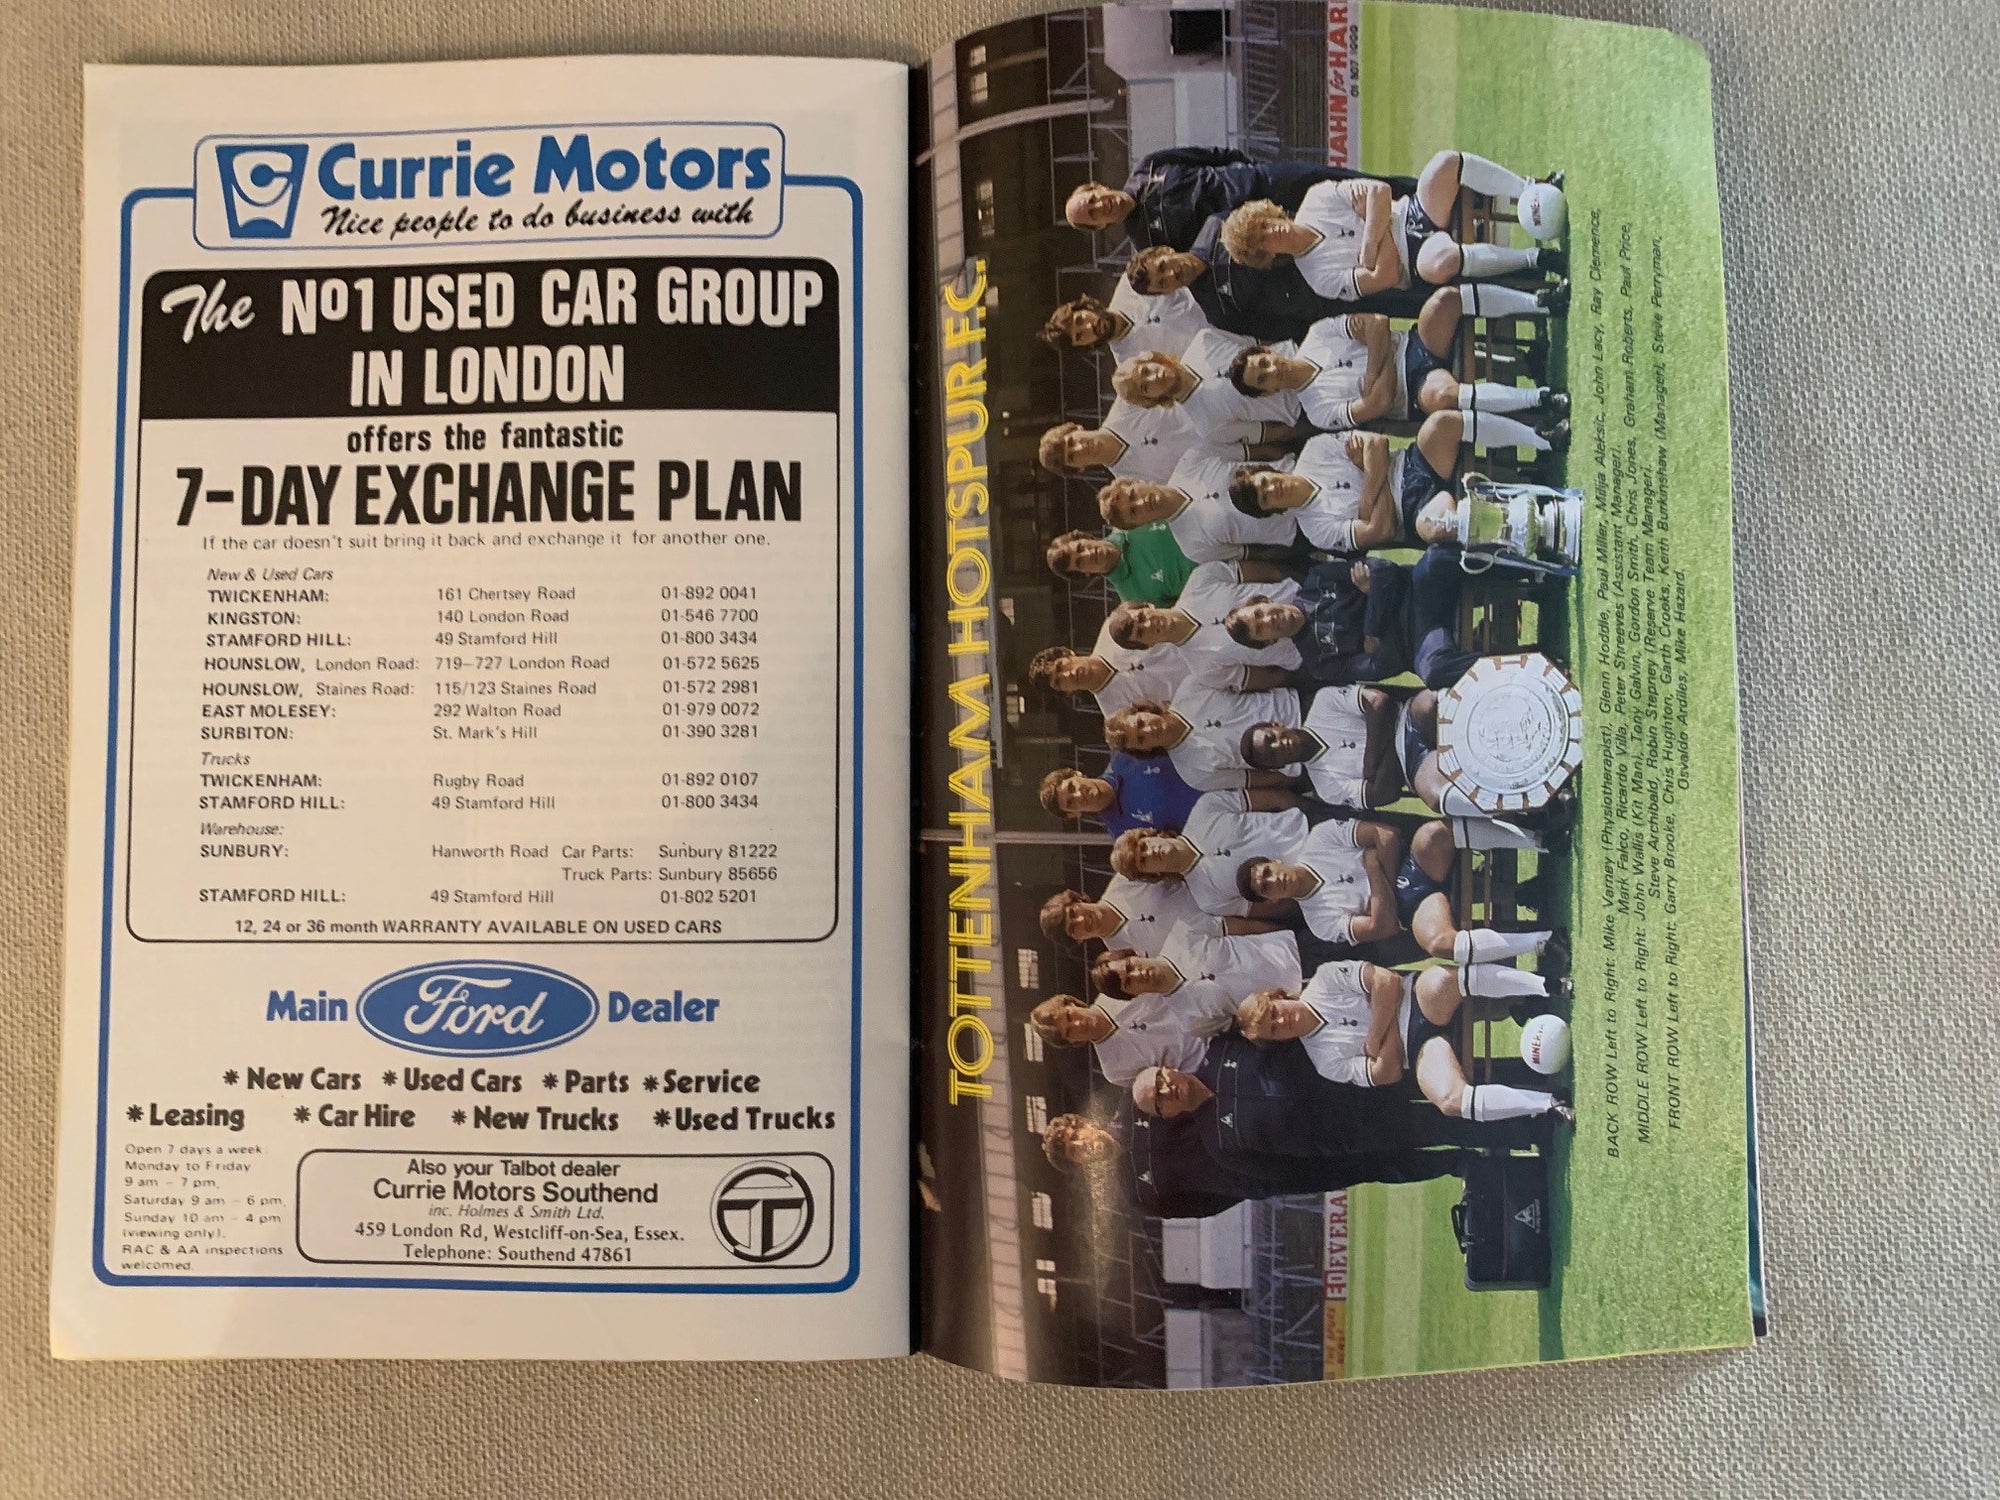 Currie Motors
Nice people to do business with
The Nº1 USED CAR GROUP
IN LONDON
offers the fantastic
7-DAY EXCHANGE PLAN
If the car doesn't suit bring it back and exchange it for another one.
New & Used Cars
TWICKENHAM: 161 Chertsey Road 01-892 0041
KINGSTON: 140 London Road 01-546 7700
STAMFORD HILL: 49 Stamford Hill 01-800 3434
HOUNSLOW, London Road: 719-727 London Road 01-572 5625
HOUNSLOW, Staines Road: 115/123 Staines Road 01-572 2981
EAST MOLESEY: 292 Walton Road 01-979 0072
SURBITON: St. Mark's Hill 01-390 3281
Trucks
TWICKENHAM: Rugby Road 01-892 0107
STAMFORD HILL: 49 Stamford Hill 01-800 3434
Warehouse:
SUNBURY: Hanworth Road Car Parts: Sunbury 81222
Truck Parts: Sunbury 85656
STAMFORD HILL: 49 Stamford Hill 01-802 5201
12, 24 or 36 month WARRANTY AVAILABLE ON USED CARS
Main Ford Dealer
* New Cars * Used Cars * Parts * Service
* Leasing * Car Hire * New Trucks * Used Trucks
Open 7 days a week
Monday to Friday
9 am - 7 pm.
Saturday 9 am - 6 pm.
Sunday 10 am - 4 pm
(viewing only).
RAC & AA inspections
welcomed.
Also your Talbot dealer
Currie Motors Southend
inc. Holmes & Smith Ltd.
459 London Rd, Westcliff-on-Sea, Essex.
Telephone: Southend 47861
TOTTENHAM HOTSPUR F.C.
EVERA
HAHN for HAR
01 307 1999
MINERVA
MINE
BACK ROW Left to Right: Mike Varney (Physiotherapist), Glenn Hoddle, Paul Miller, Milija Aleksic, John Lacy, Ray Clemence,
Mark Falco, Ricardo Villa, Peter Shreeves (Assistant Manager).
MIDDLE ROW Left to Right: John Wallis (Kit Man), Tony Galvin, Gordon Smith, Chris Jones, Graham Roberts, Paul Price,
Steve Archibald, Robin Stepney (Reserve Team Manager).
FRONT ROW Left to Right: Garry Brooke, Chris Hughton, Garth Crooks, Keith Burkinshaw (Manager), Steve Perryman,
Osvaldo Ardiles, Mike Hazard.